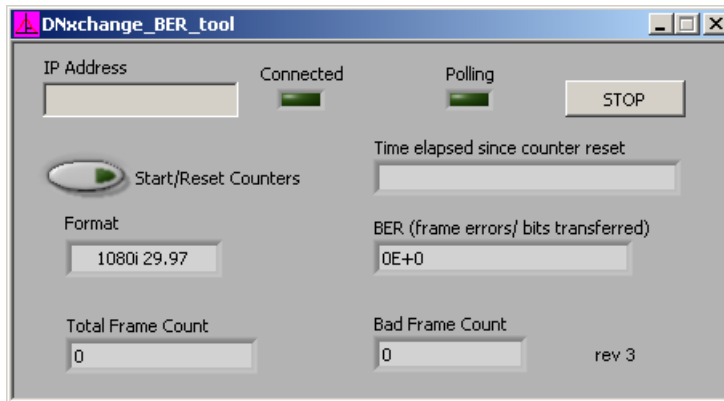 DNxchange_BER_tool
IP Address
Connected
Polling
STOP
Time elapsed since counter reset
Start/Reset Counters
Format
1080i 29.97
BER (frame errors/ bits transferred)
0E+0
Total Frame Count
0
Bad Frame Count
0
rev 3